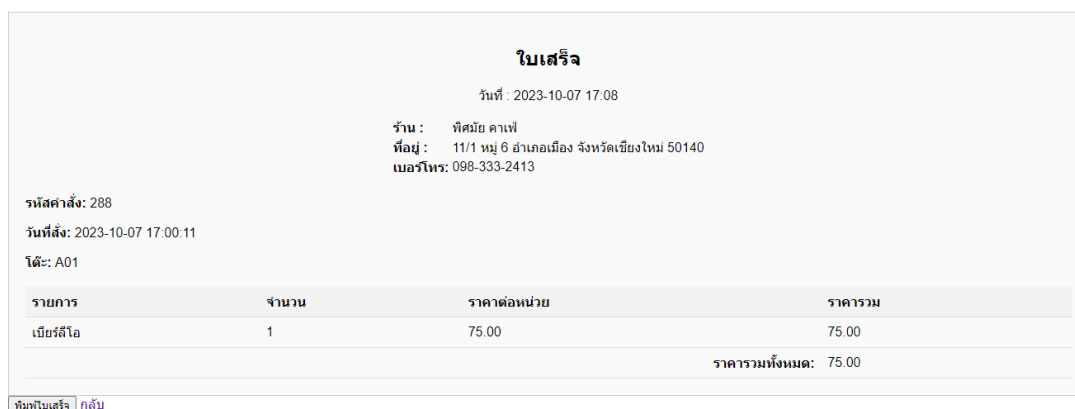 ใบเสร็จ
วันที่ : 2023-10-07 17:08
ร้าน : พิศมัย คาเฟ่
ที่อยู่ : 11/1 หมู่ 6 อำเภอเมือง จังหวัดเชียงใหม่ 50140
เบอร์โทร: 098-333-2413
รหัสคำสั่ง: 288
วันที่สั่ง: 2023-10-07 17:00:11
โต๊ะ: A01
รายการ จำนวน ราคาต่อหน่วย ราคารวม
เบียร์ลีโอ 1 75.00 75.00
ราคารวมทั้งหมด: 75.00
พิมพ์ใบเสร็จ กลับ